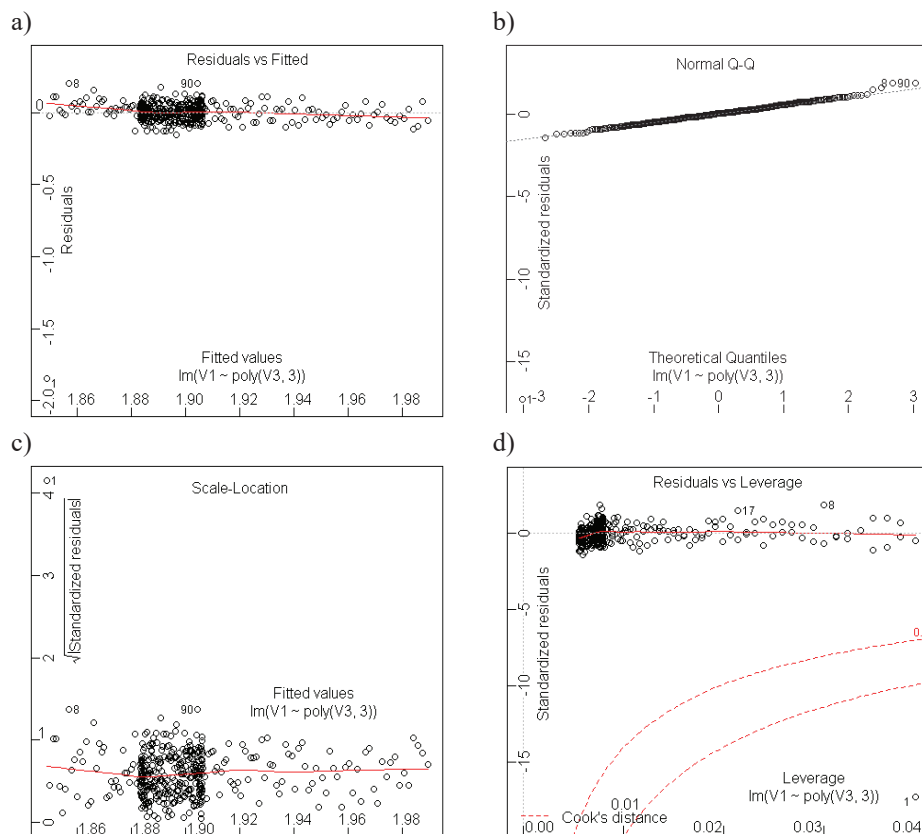 a)
Residuals vs Fitted
8
90
0
-0.5
-1.0
-1.5
-2.0
Residuals
Fitted values
lm(V1 ~ poly(V3, 3))
1.86 1.88 1.90 1.92 1.94 1.96 1.98
b)
Normal Q-Q
8 90
0
-5
-10
-15
Standardized residuals
Theoretical Quantiles
lm(V1 ~ poly(V3, 3))
1
-3 -2 -1 0 1 2 3
c)
Scale-Location
1
4
3
2
1
0
√|Standardized residuals|
Fitted values
lm(V1 ~ poly(V3, 3))
8
90
1.86 1.88 1.90 1.92 1.94 1.96 1.98
d)
Residuals vs Leverage
17
8
0
-5
-10
-15
Standardized residuals
0.
Leverage
lm(V1 ~ poly(V3, 3))
1
0.01
Cook's distance
0.00 0.02 0.03 0.04